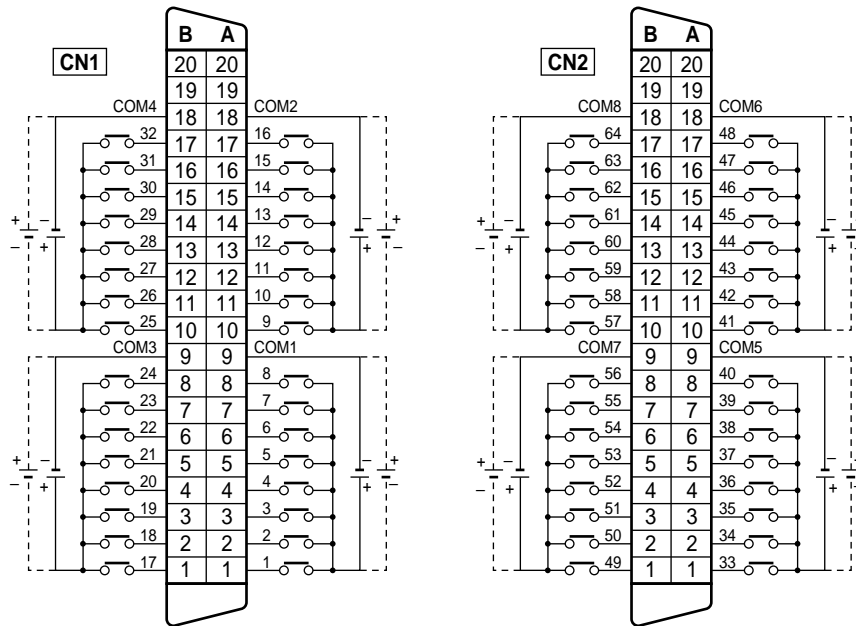 B A
CN1
20 20
19 19
COM4 18 18 COM2
32 17 17 16
31 16 16 15
30 15 15 14
+ − 29 14 14 13 − +
− + 28 13 13 12 + −
27 12 12 11
26 11 11 10
25 10 10 9
COM3 9 9 COM1
24 8 8 8
23 7 7 7
22 6 6 6
+ − 21 5 5 5 − +
− + 20 4 4 4 + −
19 3 3 3
18 2 2 2
17 1 1 1
B A
CN2
20 20
19 19
COM8 18 18 COM6
64 17 17 48
63 16 16 47
62 15 15 46
+ − 61 14 14 45 − +
− + 60 13 13 44 + −
59 12 12 43
58 11 11 42
57 10 10 41
COM7 9 9 COM5
56 8 8 40
55 7 7 39
54 6 6 38
+ − 53 5 5 37 − +
− + 52 4 4 36 + −
51 3 3 35
50 2 2 34
49 1 1 33